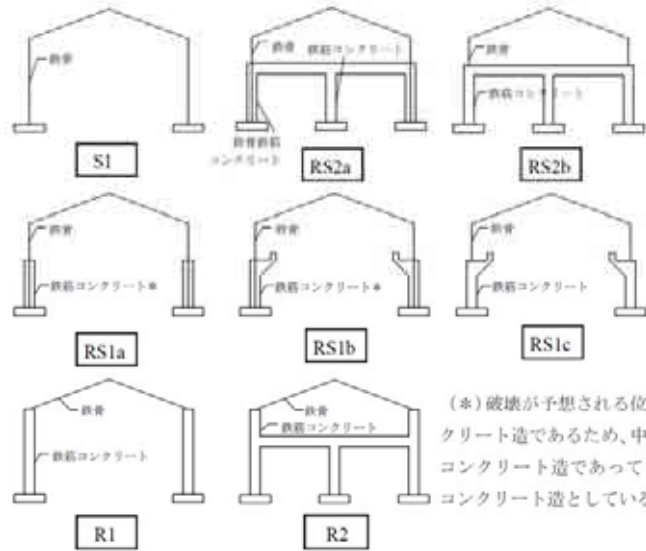 鉄骨
S1
鉄骨
鉄筋コンクリート
鉄骨鉄筋
コンクリート
RS2a
鉄骨
鉄筋コンクリート
RS2b
鉄骨
鉄筋コンクリート*
RS1a
鉄骨
鉄筋コンクリート*
RS1b
鉄骨
鉄筋コンクリート
RS1c
鉄骨
鉄筋コンクリート
R1
鉄骨
鉄筋コンクリート
R2
(*)破壊が予想される位
クリート造であるため、中
コンクリート造であって
コンクリート造としている